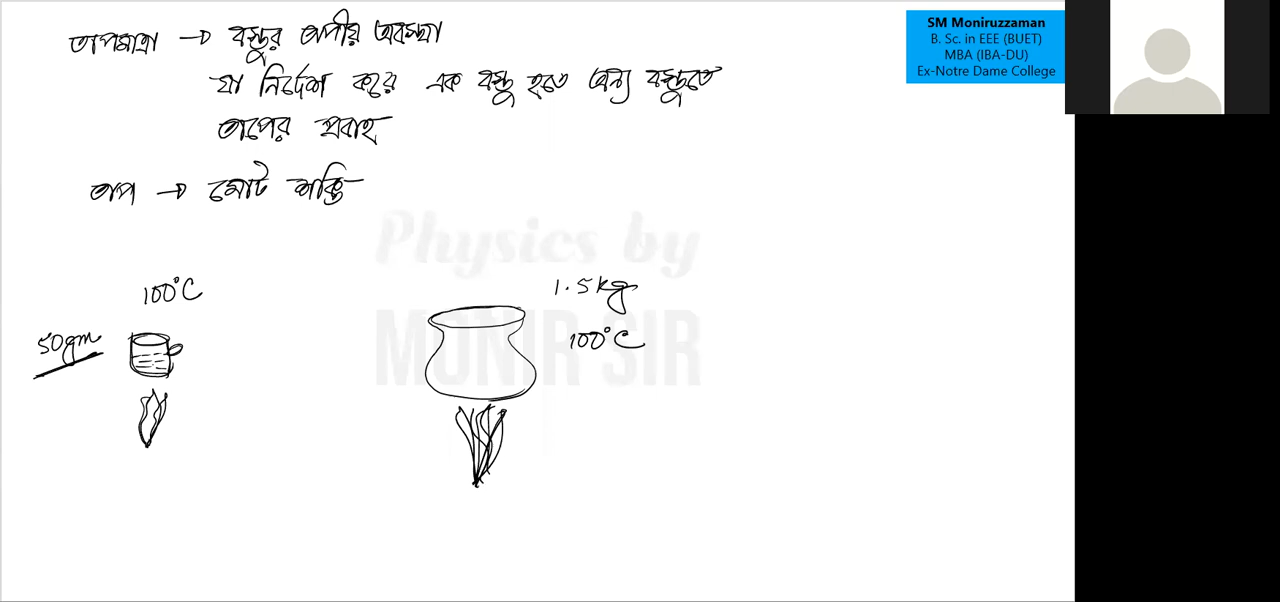 তাপমাত্রা → বস্তুর তাপীয় অবস্থা
যা নির্দেশ করে এক বস্তু হতে অন্য বস্তুতে
তাপের প্রবাহ
তাপ → মোট শক্তি
100°C
50gm
1.5kg
100°C
Physics by
MONIR SIR
SM Moniruzzaman
B. Sc. in EEE (BUET)
MBA (IBA-DU)
Ex-Notre Dame College